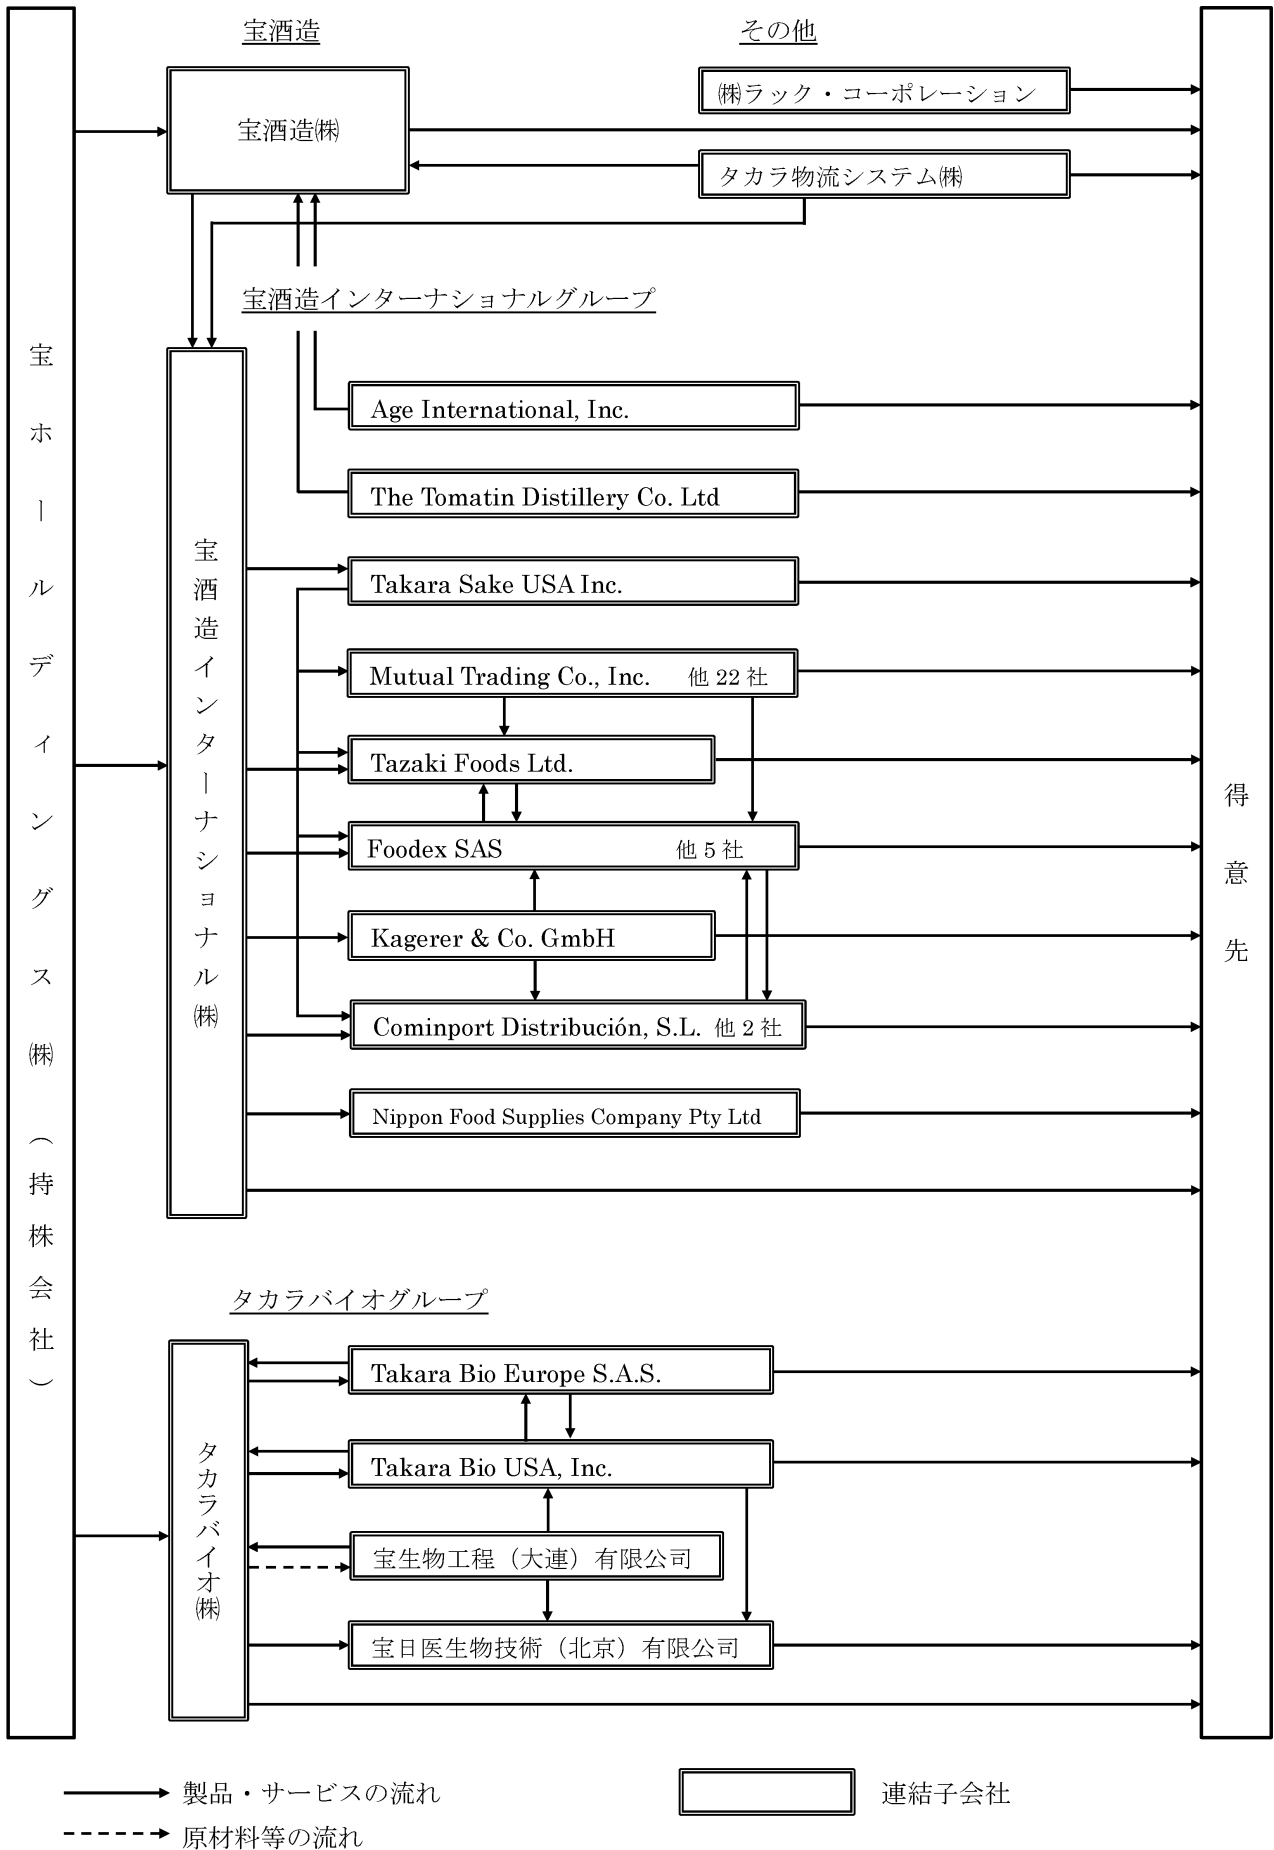 宝酒造
その他
㈱ラック・コーポレーション
宝酒造㈱
タカラ物流システム㈱
宝酒造インターナショナルグループ
宝ホールディングス㈱（持株会社）
宝酒造インターナショナル㈱
Age International, Inc.
The Tomatin Distillery Co. Ltd
Takara Sake USA Inc.
Mutual Trading Co., Inc. 他 22 社
Tazaki Foods Ltd.
Foodex SAS 他 5 社
Kagerer & Co. GmbH
Cominport Distribución, S.L. 他 2 社
Nippon Food Supplies Company Pty Ltd
得意先
タカラバイオグループ
タカラバイオ㈱
Takara Bio Europe S.A.S.
Takara Bio USA, Inc.
宝生物工程（大連）有限公司
宝日医生物技術（北京）有限公司
製品・サービスの流れ
連結子会社
原材料等の流れ